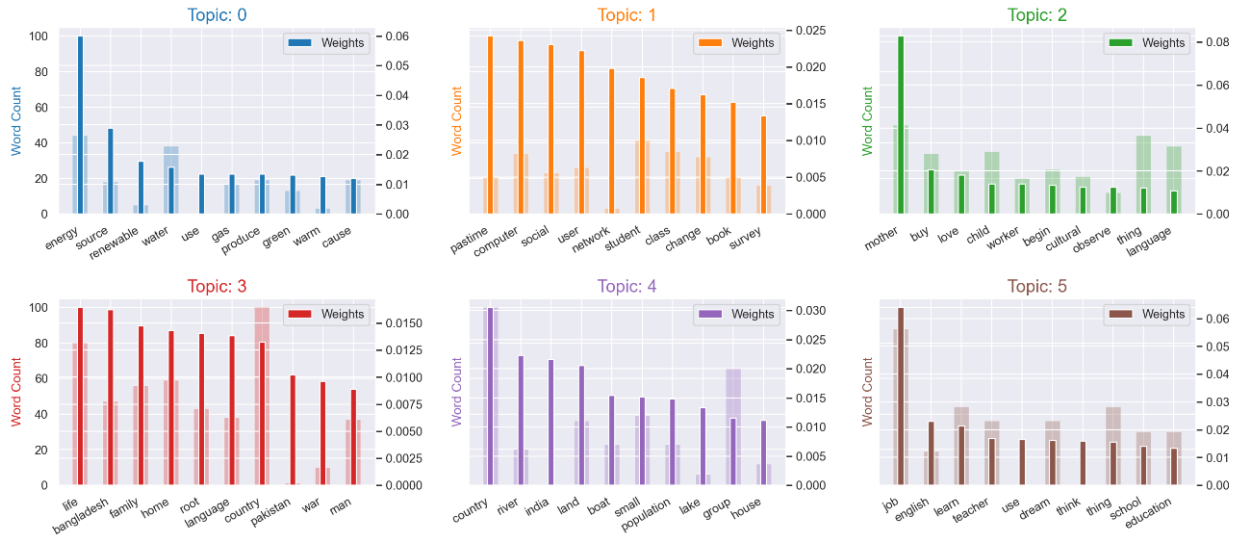 Topic: 0
Topic: 1
Topic: 2
Weights
Weights
Weights
Word Count
100
80
60
40
20
0
0.06
0.05
0.04
0.03
0.02
0.01
0.00
energy
source
renewable
water
use
gas
produce
green
warm
cause
Word Count
0.025
0.020
0.015
0.010
0.005
0.000
pastime
computer
social
user
network
student
class
change
book
survey
Word Count
0.08
0.06
0.04
0.02
0.00
mother
buy
love
child
worker
begin
cultural
observe
thing
language
Topic: 3
Topic: 4
Topic: 5
Weights
Weights
Weights
Word Count
100
80
60
40
20
0
0.0150
0.0125
0.0100
0.0075
0.0050
0.0025
0.0000
life
bangladesh
family
home
root
language
country
pakistan
war
man
Word Count
0.030
0.025
0.020
0.015
0.010
0.005
0.000
country
river
india
land
boat
small
population
lake
group
house
Word Count
0.06
0.05
0.04
0.03
0.02
0.01
0.00
job
english
learn
teacher
use
dream
think
thing
school
education